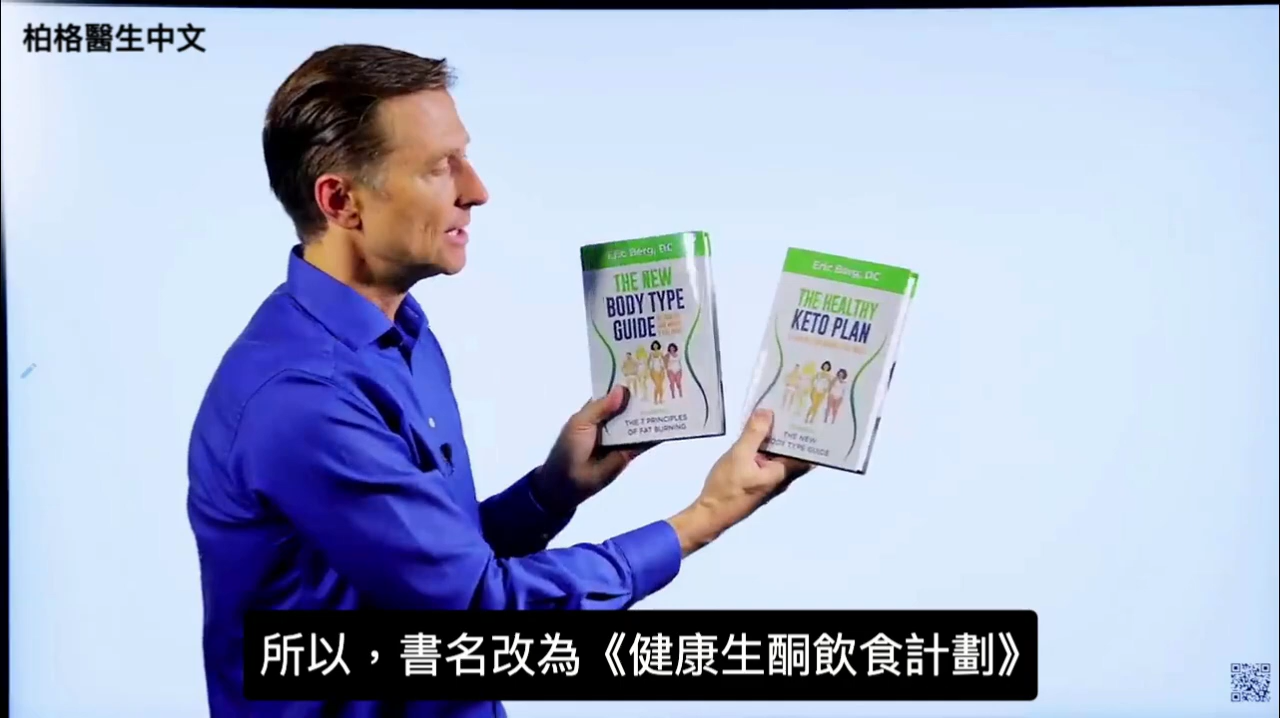 柏格醫生中文
Eric Berg, DC
THE NEW
BODY TYPE
GUIDE
THE 7 PRINCIPLES
OF FAT BURNING
Eric Berg, DC
THE HEALTHY
KETO PLAN
THE NEW
BODY TYPE GUIDE
所以，書名改為《健康生酮飲食計劃》